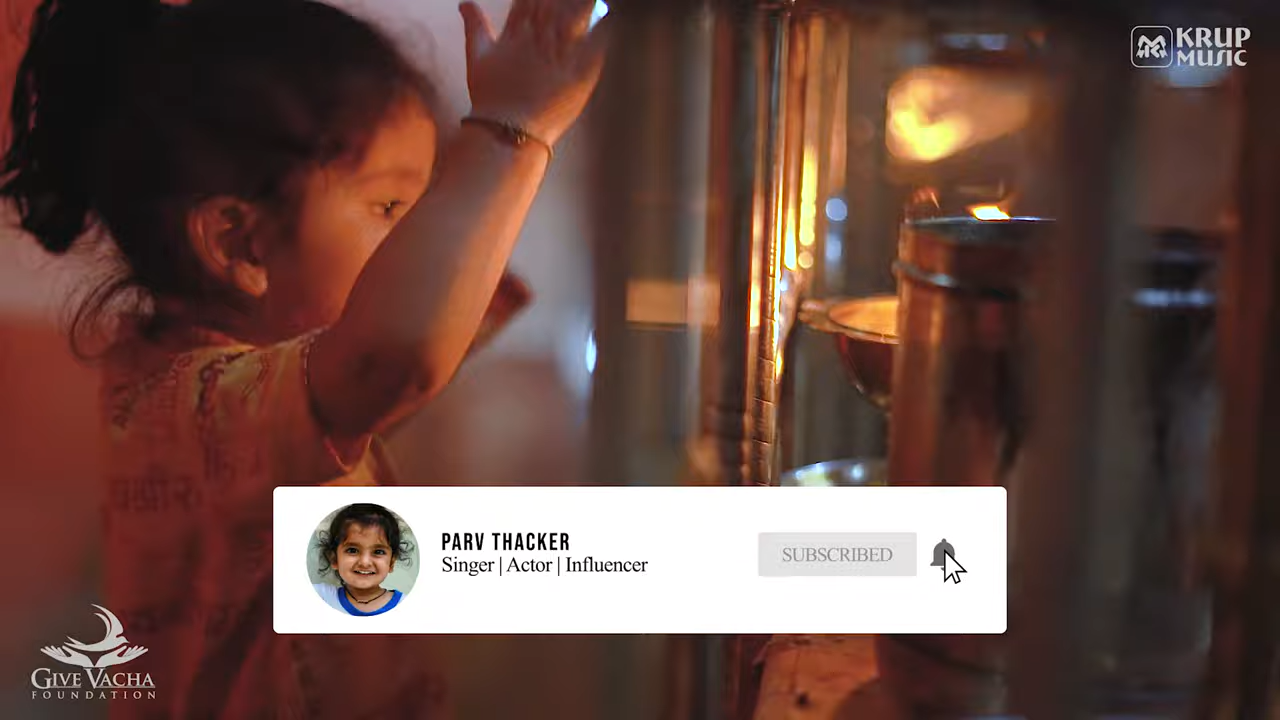 KRUP
MUSIC
PARV THACKER
Singer | Actor | Influencer
SUBSCRIBED
GIVE VACHA
FOUNDATION